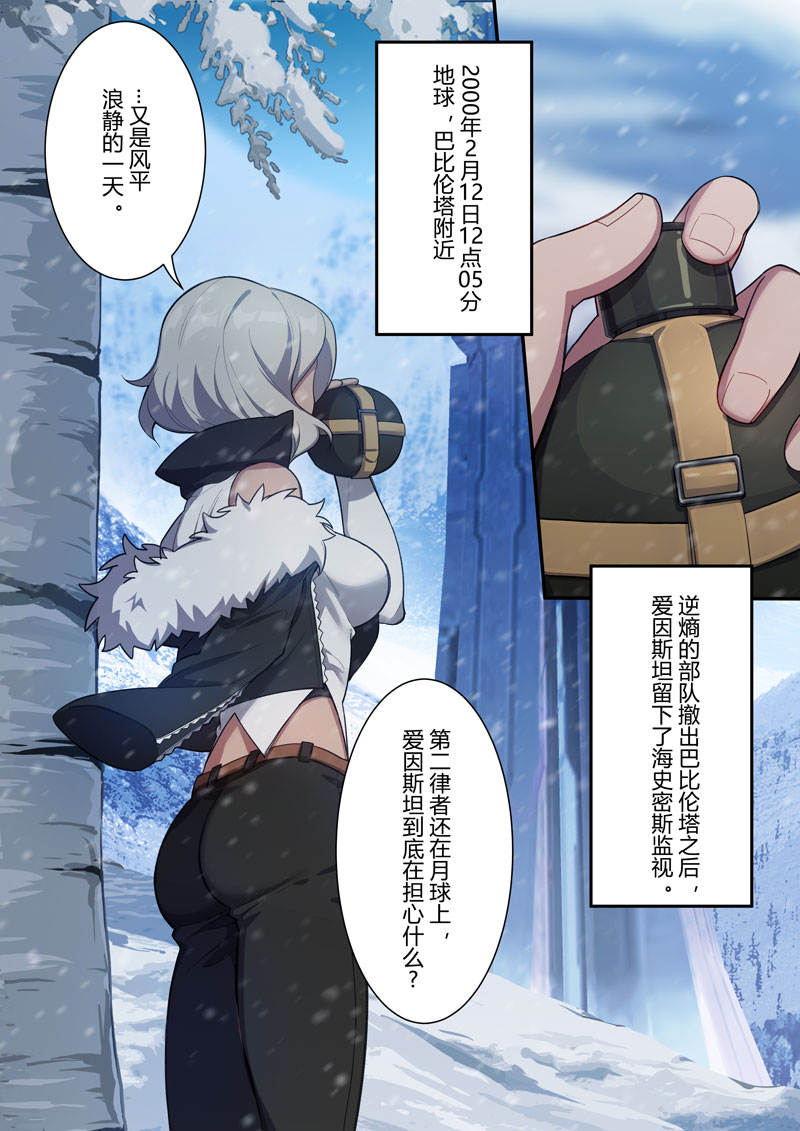 2000年2月12日12点05分
地球，巴比伦塔附近
逆熵的部队撤出巴比伦塔之后，
爱因斯坦留下了海史密斯监视。
…又是风平
浪静的一天。
第二律者还在月球上，
爱因斯坦到底在担心什么？